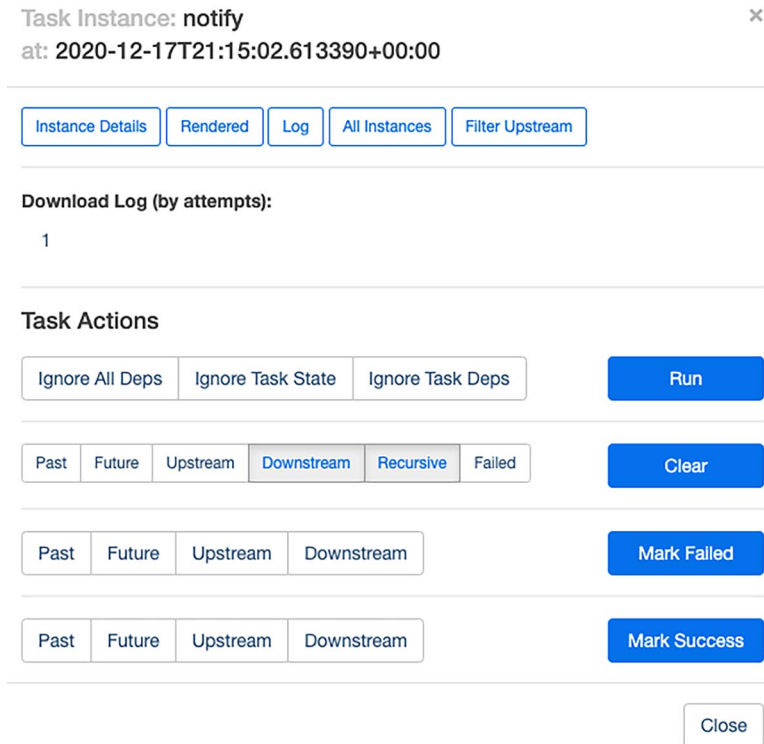 Task Instance: notify ×
at: 2020-12-17T21:15:02.613390+00:00
Instance Details Rendered Log All Instances Filter Upstream
Download Log (by attempts):
1
Task Actions
Ignore All Deps Ignore Task State Ignore Task Deps Run
Past Future Upstream Downstream Recursive Failed Clear
Past Future Upstream Downstream Mark Failed
Past Future Upstream Downstream Mark Success
Close